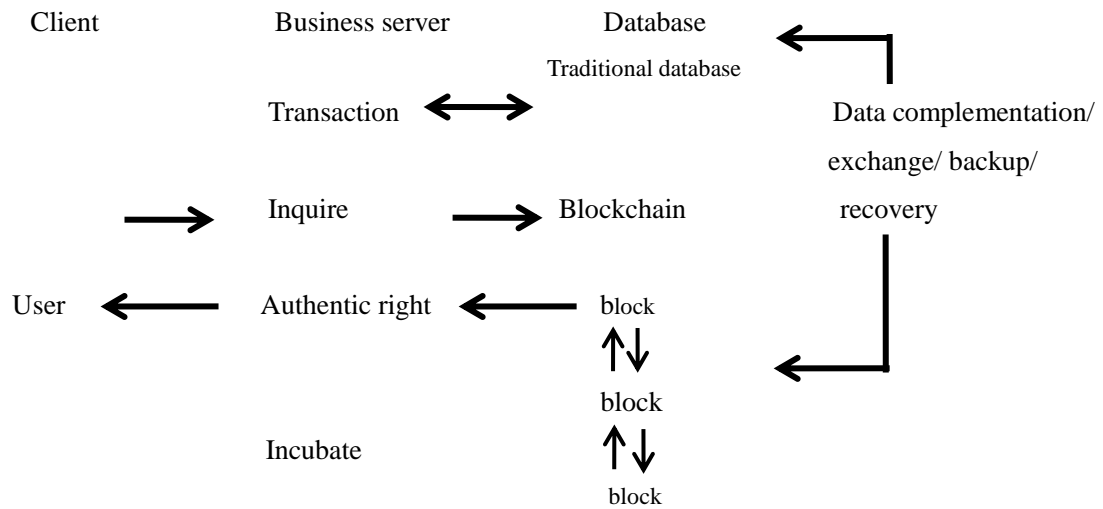 Client Business server Database
Traditional database
Transaction Data complementation/
exchange/ backup/
Inquire Blockchain recovery
User Authentic right block
block
Incubate
block